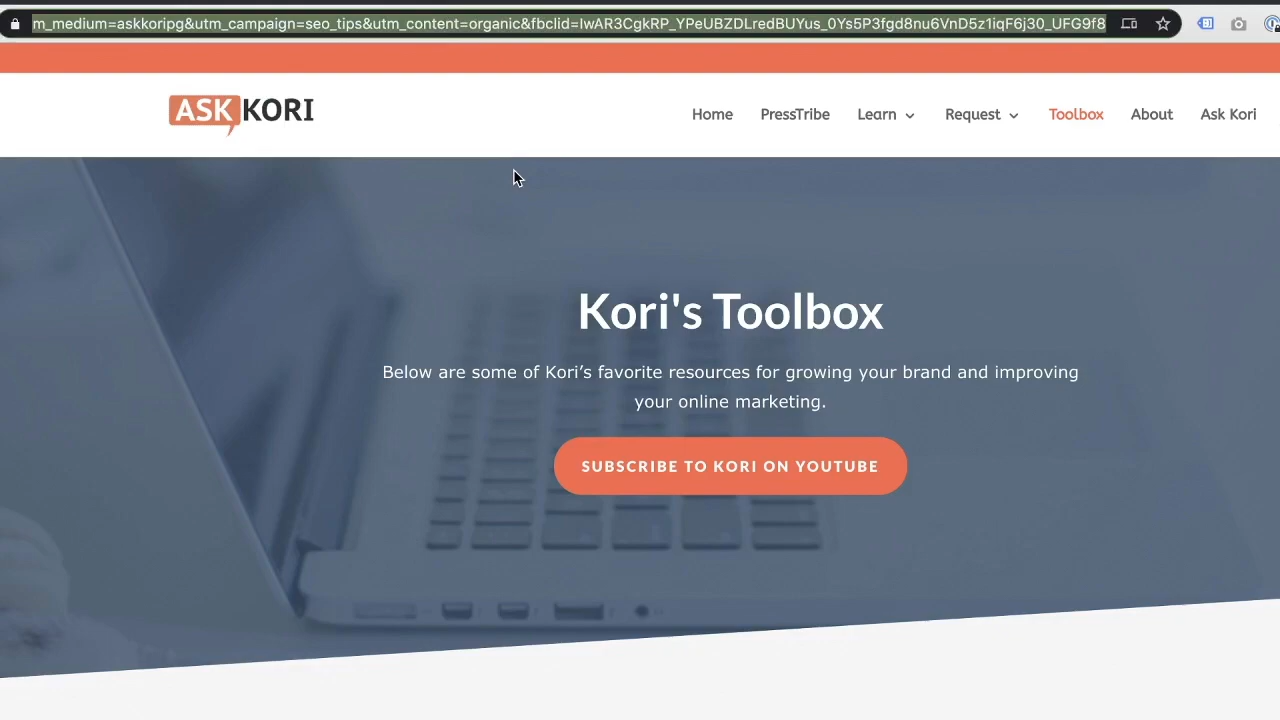 m_medium=askkoripg&utm_campaign=seo_tips&utm_content=organic&fbclid=IwAR3CgkRP_YPeUBZDLredBUYus_0Ys5P3fgd8nu6VnD5z1iqF6j30_UFG9f8
ASK KORI
Home PressTribe Learn Request Toolbox About Ask Kori
Kori's Toolbox
Below are some of Kori’s favorite resources for growing your brand and improving
your online marketing.
SUBSCRIBE TO KORI ON YOUTUBE